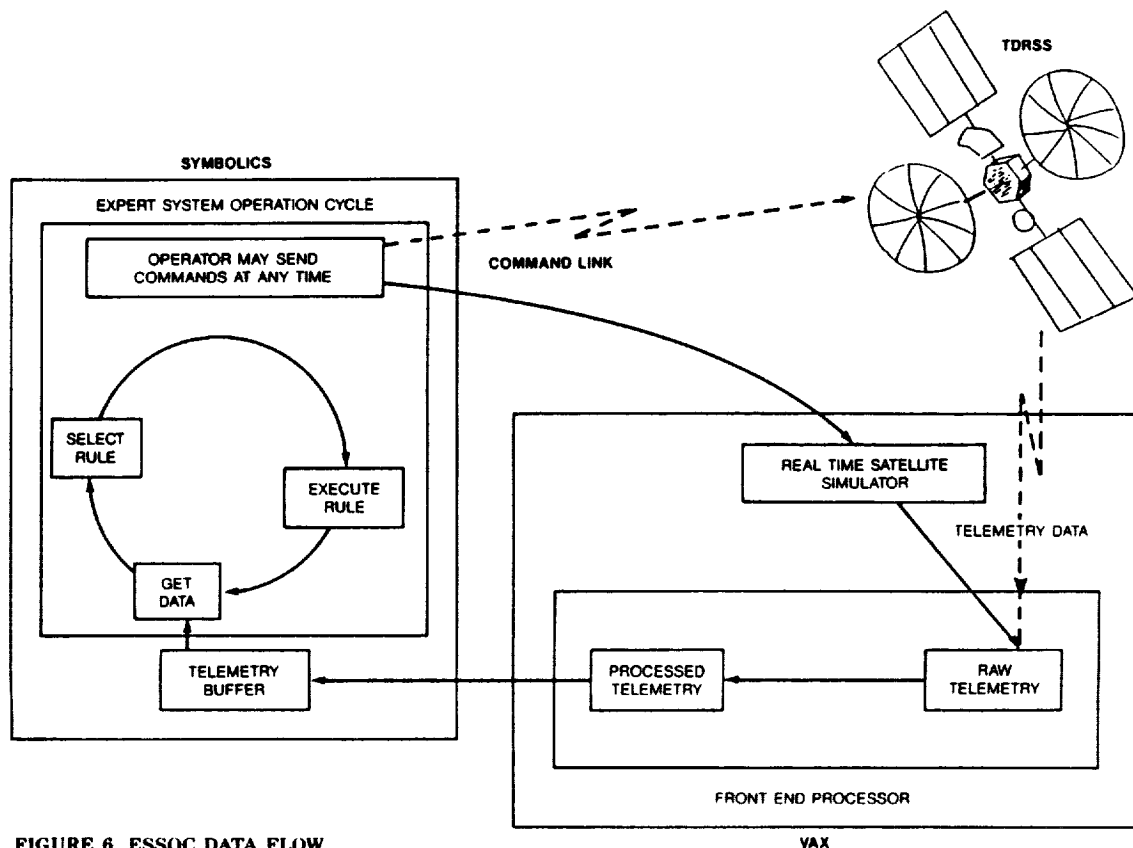 TDRSS
SYMBOLICS
EXPERT SYSTEM OPERATION CYCLE
OPERATOR MAY SEND
COMMANDS AT ANY TIME
COMMAND LINK
SELECT
RULE
EXECUTE
RULE
GET
DATA
TELEMETRY
BUFFER
REAL TIME SATELLITE
SIMULATOR
TELEMETRY DATA
PROCESSED
TELEMETRY
RAW
TELEMETRY
FRONT END PROCESSOR
VAX
FIGURE 6 ESSOC DATA FLOW